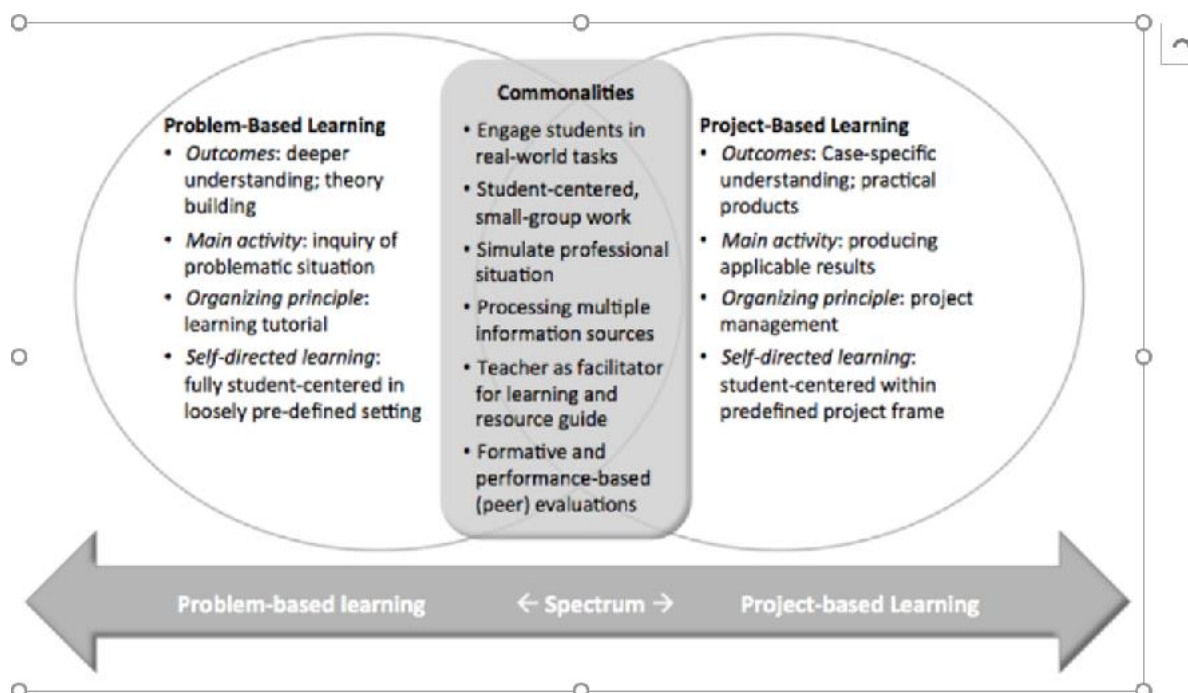 Problem-Based Learning
• Outcomes: deeper
understanding; theory
building
• Main activity: inquiry of
problematic situation
• Organizing principle:
learning tutorial
• Self-directed learning:
fully student-centered in
loosely pre-defined setting
Commonalities
• Engage students in
real-world tasks
• Student-centered,
small-group work
• Simulate professional
situation
• Processing multiple
information sources
• Teacher as facilitator
for learning and
resource guide
• Formative and
performance-based
(peer) evaluations
Project-Based Learning
• Outcomes: Case-specific
understanding; practical
products
• Main activity: producing
applicable results
• Organizing principle: project
management
• Self-directed learning:
student-centered within
predefined project frame
Problem-based learning ← Spectrum → Project-based Learning